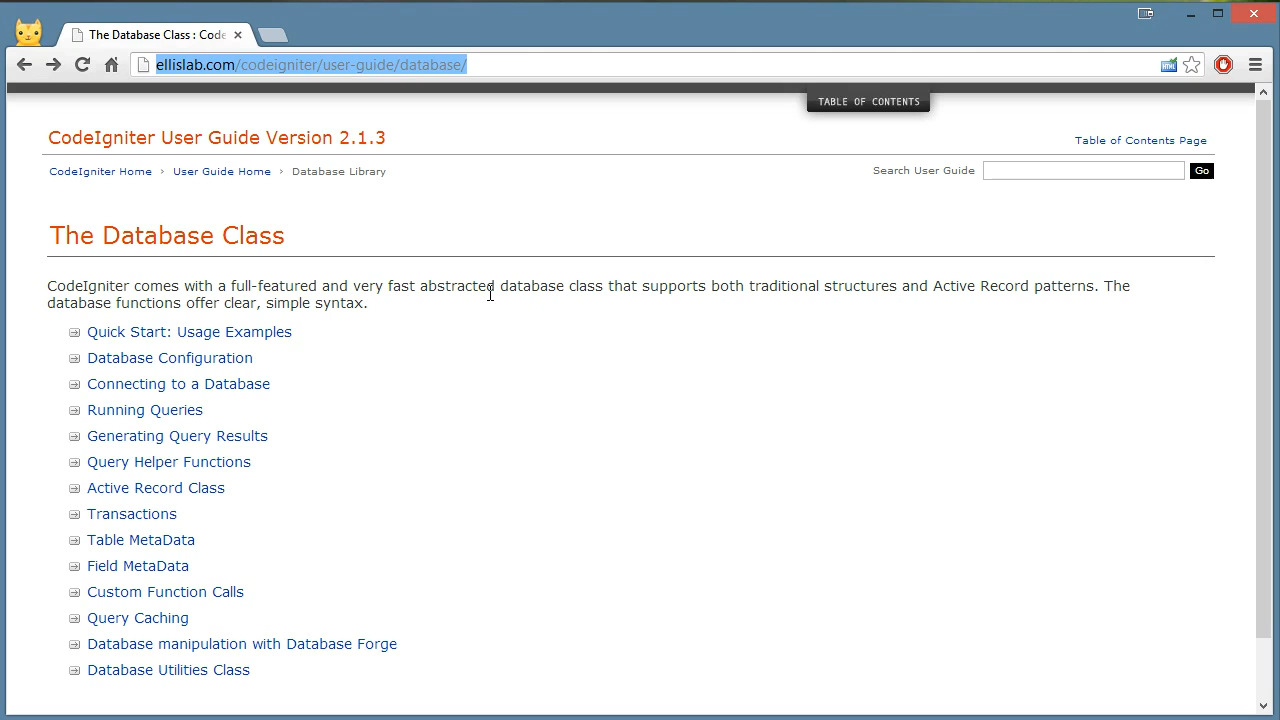 The Database Class : Code
ellislab.com/codeigniter/user-guide/database/
TABLE OF CONTENTS
CodeIgniter User Guide Version 2.1.3
Table of Contents Page
CodeIgniter Home › User Guide Home › Database Library
Search User Guide Go
The Database Class
CodeIgniter comes with a full-featured and very fast abstracted database class that supports both traditional structures and Active Record patterns. The
database functions offer clear, simple syntax.
Quick Start: Usage Examples
Database Configuration
Connecting to a Database
Running Queries
Generating Query Results
Query Helper Functions
Active Record Class
Transactions
Table MetaData
Field MetaData
Custom Function Calls
Query Caching
Database manipulation with Database Forge
Database Utilities Class